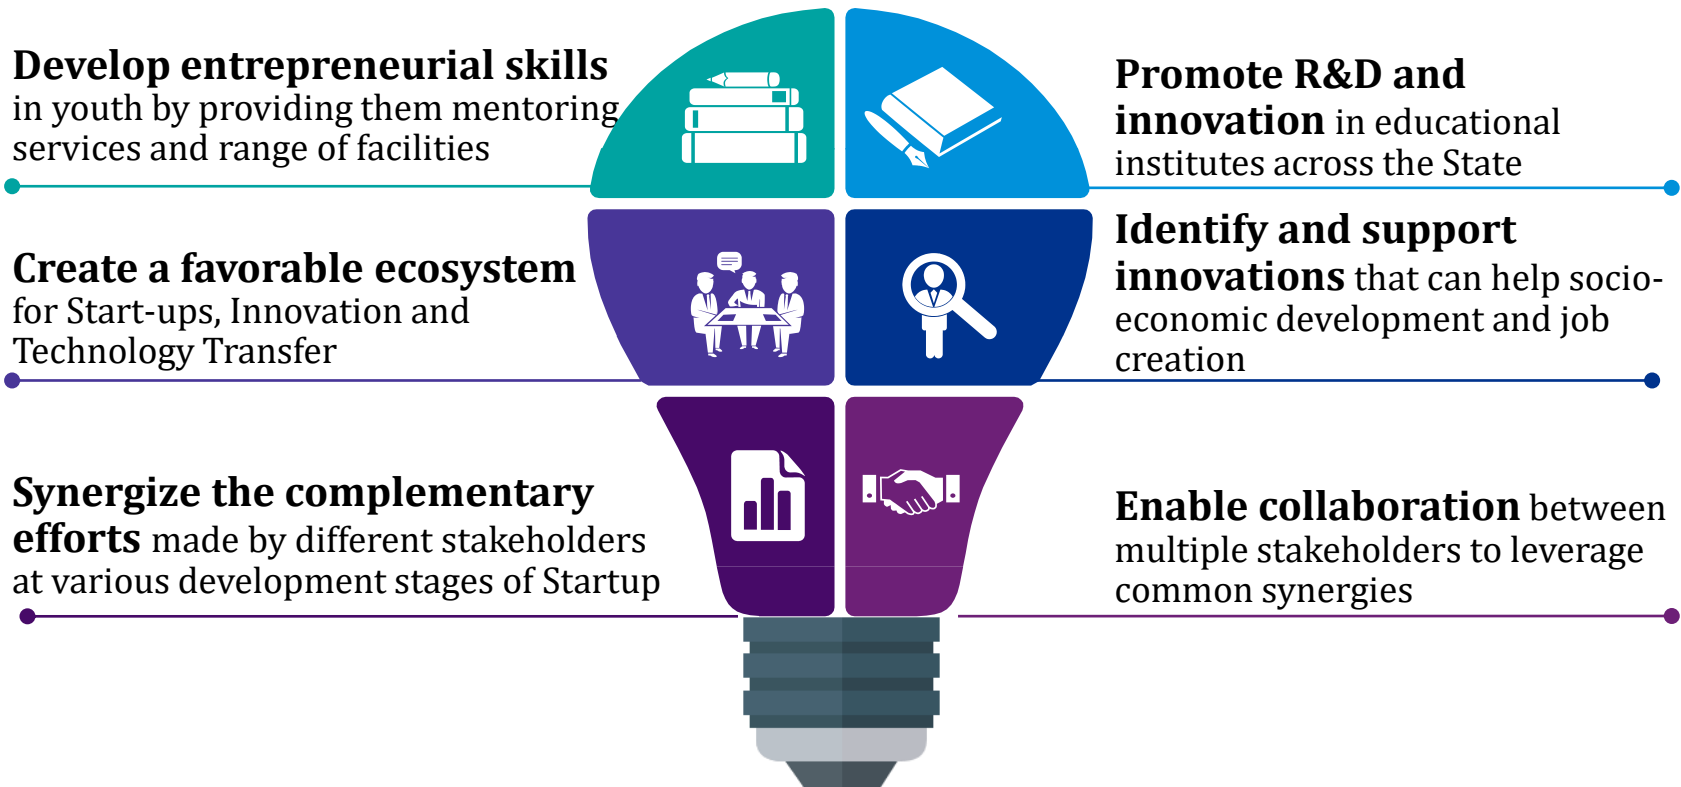 Develop entrepreneurial skills
in youth by providing them mentoring
services and range of facilities
Create a favorable ecosystem
for Start-ups, Innovation and
Technology Transfer
Synergize the complementary
efforts made by different stakeholders
at various development stages of Startup
Promote R&D and
innovation in educational
institutes across the State
Identify and support
innovations that can help socio-
economic development and job
creation
Enable collaboration between
multiple stakeholders to leverage
common synergies